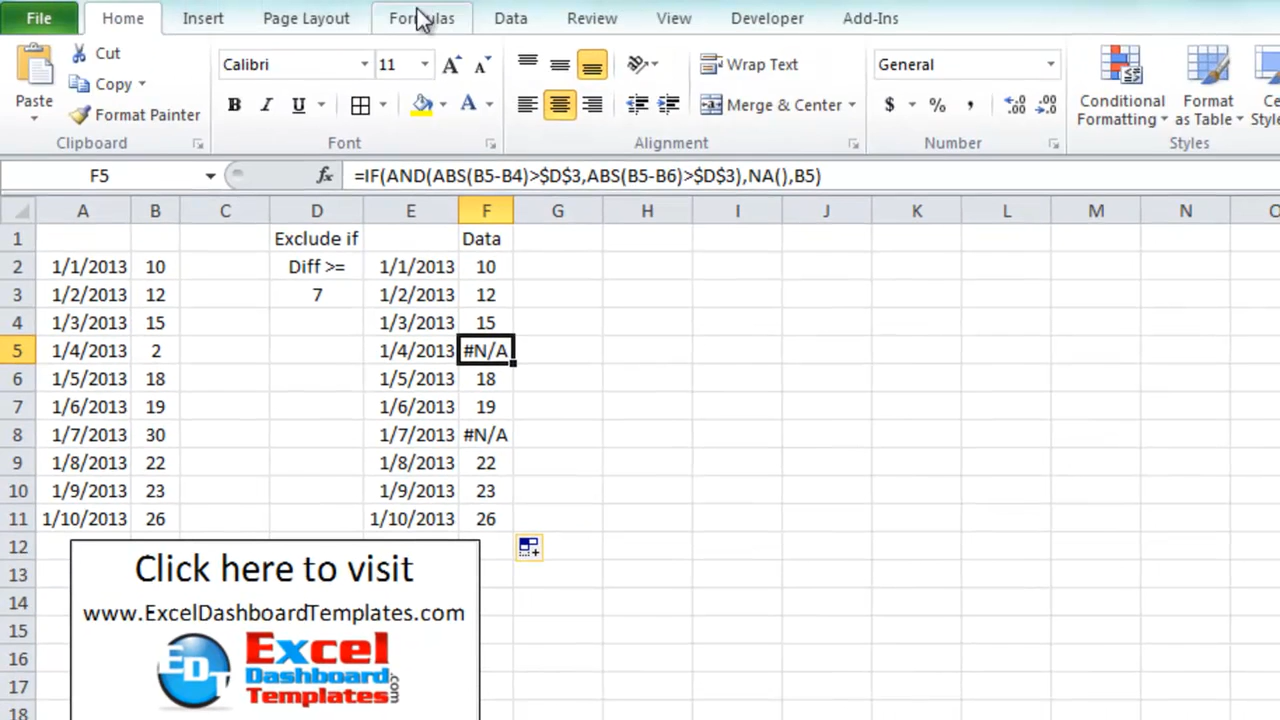 File Home Insert Page Layout Formulas Data Review View Developer Add-Ins
Cut
Copy
Format Painter
Paste
Clipboard
Calibri 11
B I U A
Font
Wrap Text
Merge & Center
Alignment
General
$ % ,
Number
Conditional Formatting
Format as Table
Styles
F5 fx =IF(AND(ABS(B5-B4)>$D$3,ABS(B5-B6)>$D$3),NA(),B5)
A B C D E F G H I J K L M N O
1 Exclude if Data
2 1/1/2013 10 Diff >= 1/1/2013 10
3 1/2/2013 12 7 1/2/2013 12
4 1/3/2013 15 1/3/2013 15
5 1/4/2013 2 1/4/2013 #N/A
6 1/5/2013 18 1/5/2013 18
7 1/6/2013 19 1/6/2013 19
8 1/7/2013 30 1/7/2013 #N/A
9 1/8/2013 22 1/8/2013 22
10 1/9/2013 23 1/9/2013 23
11 1/10/2013 26 1/10/2013 26
12
13
14
15
16
17
18
Click here to visit
www.ExcelDashboardTemplates.com
EDT
Excel
Dashboard
Templates.com